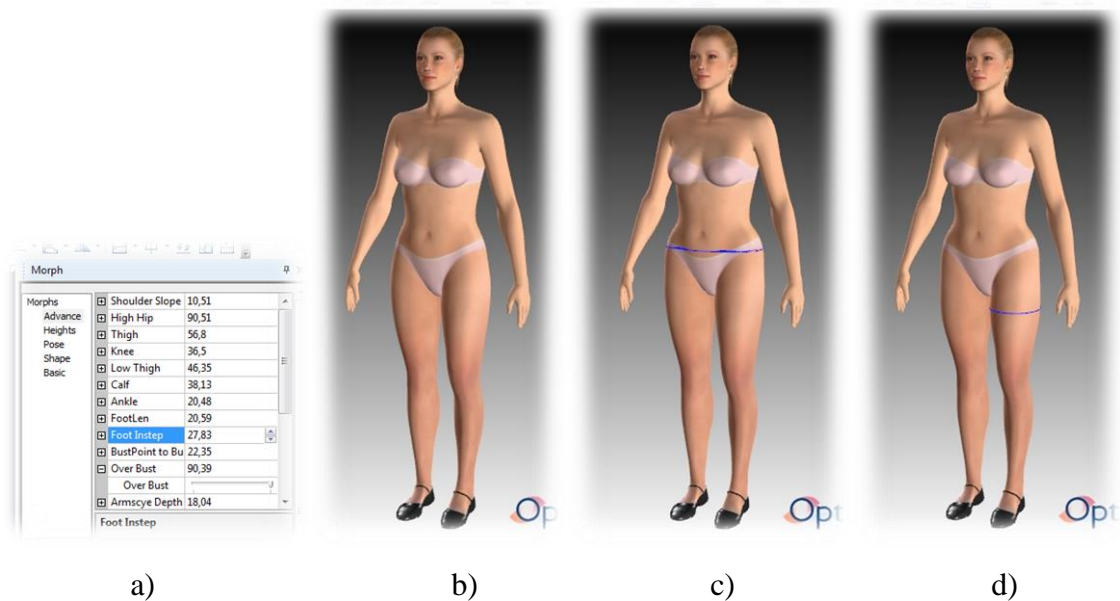 Morph
Morphs
Advance
Heights
Pose
Shape
Basic
Shoulder Slope 10,51
High Hip 90,51
Thigh 56,8
Knee 36,5
Low Thigh 46,35
Calf 38,13
Ankle 20,48
FootLen 20,59
Foot Instep 27,83
BustPoint to Bu 22,35
Over Bust 90,39
Over Bust
Armscye Depth 18,04
Foot Instep
Opt
Opt
Opt
a) b) c) d)